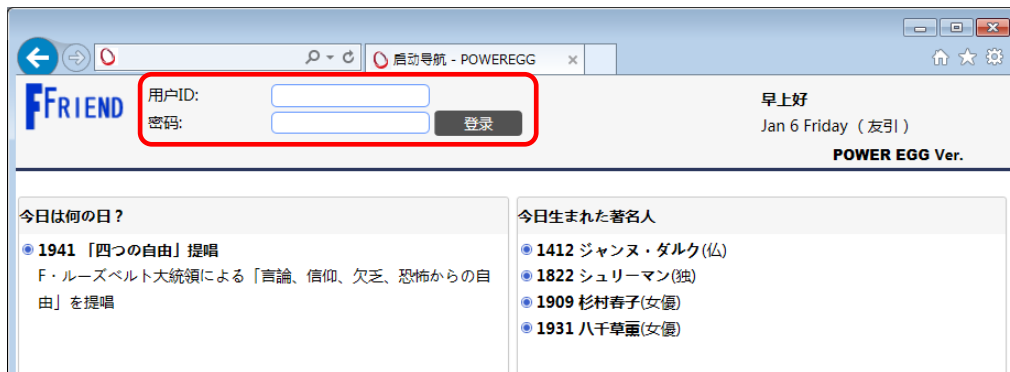 启动导航 - POWEREGG
FFRIEND
用户ID:
密码:
登录
早上好
Jan 6 Friday ( 友引 )
POWER EGG Ver.
今日は何の日？
1941 「四つの自由」提唱
F・ルーズベルト大統領による「言論、信仰、欠乏、恐怖からの自
由」を提唱
今日生まれた著名人
1412 ジャンヌ・ダルク(仏)
1822 シュリーマン(独)
1909 杉村春子(女優)
1931 八千草薫(女優)